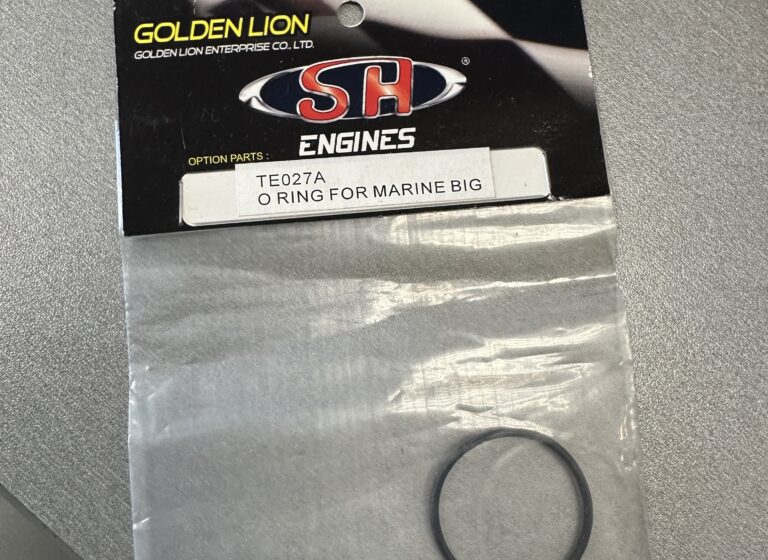 GOLDEN LION
GOLDEN LION ENTERPRISE CO., LTD.
SH ®
ENGINES
OPTION PARTS :
TE027A
O RING FOR MARINE BIG